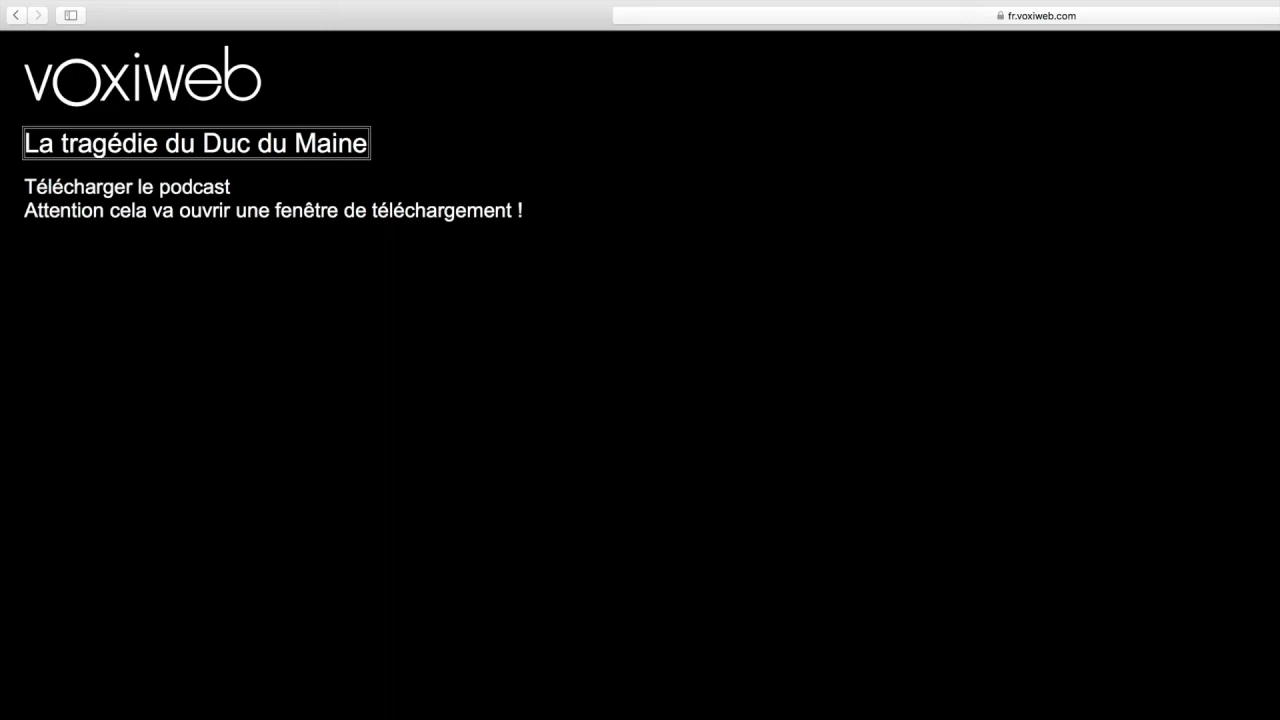 fr.voxiweb.com
voxiweb
La tragédie du Duc du Maine
Télécharger le podcast
Attention cela va ouvrir une fenêtre de téléchargement !